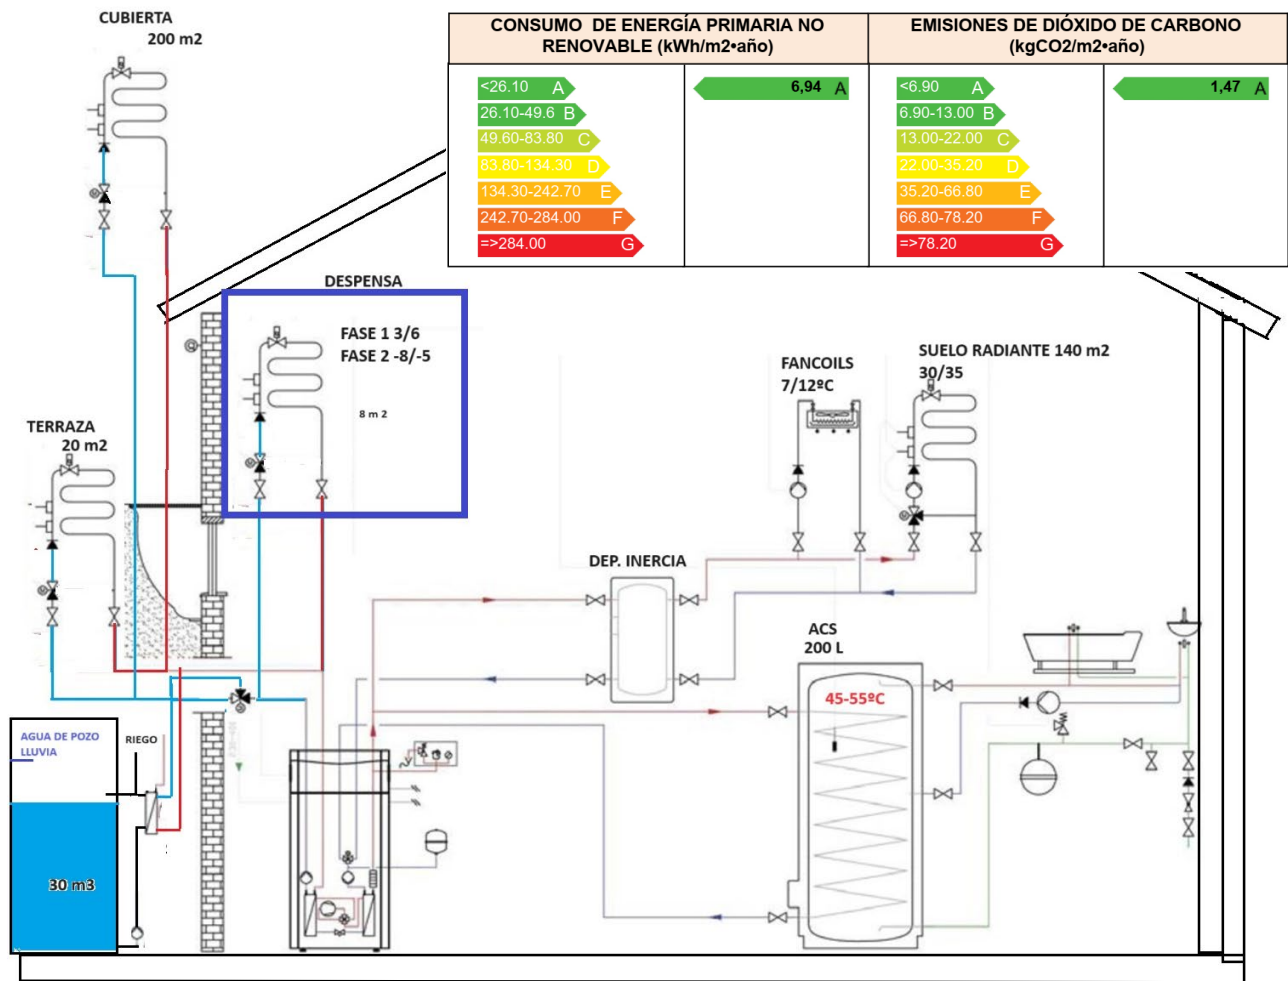 CUBIERTA
200 m2
CONSUMO DE ENERGÍA PRIMARIA NO
RENOVABLE (kWh/m2•año)
EMISIONES DE DIÓXIDO DE CARBONO
(kgCO2/m2•año)
<26.10 A
26.10-49.6 B
49.60-83.80 C
83.80-134.30 D
134.30-242.70 E
242.70-284.00 F
=>284.00 G
6,94 A
<6.90 A
6.90-13.00 B
13.00-22.00 C
22.00-35.20 D
35.20-66.80 E
66.80-78.20 F
=>78.20 G
1,47 A
DESPENSA
FASE 1 3/6
FASE 2 -8/-5
8 m 2
FANCOILS
7/12ºC
SUELO RADIANTE 140 m2
30/35
TERRAZA
20 m2
DEP. INERCIA
ACS
200 L
45-55ºC
AGUA DE POZO
LLUVIA
RIEGO
30 m3